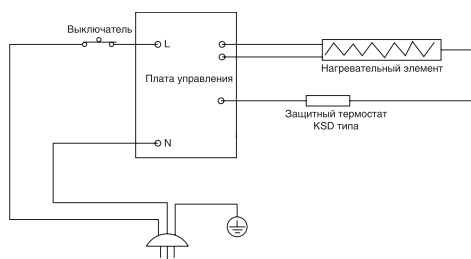 Выключатель
L
Плата управления
Нагревательный элемент
Защитный термостат
KSD типа
N